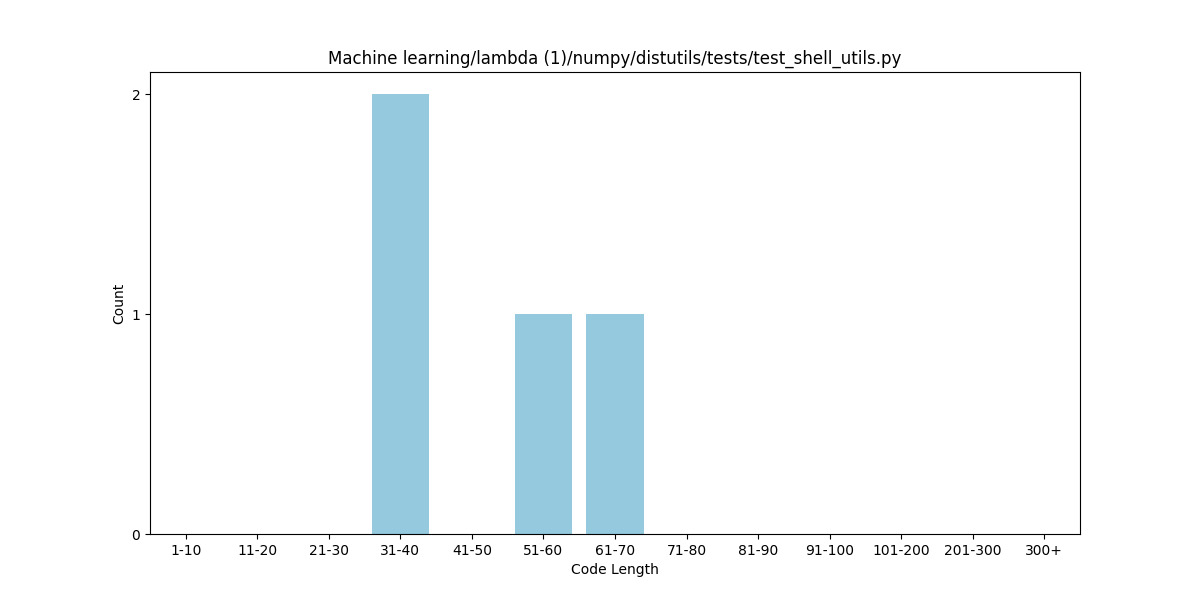 Machine learning/lambda (1)/numpy/distutils/tests/test_shell_utils.py
2
1
0
Count
1-10 11-20 21-30 31-40 41-50 51-60 61-70 71-80 81-90 91-100 101-200 201-300 300+
Code Length